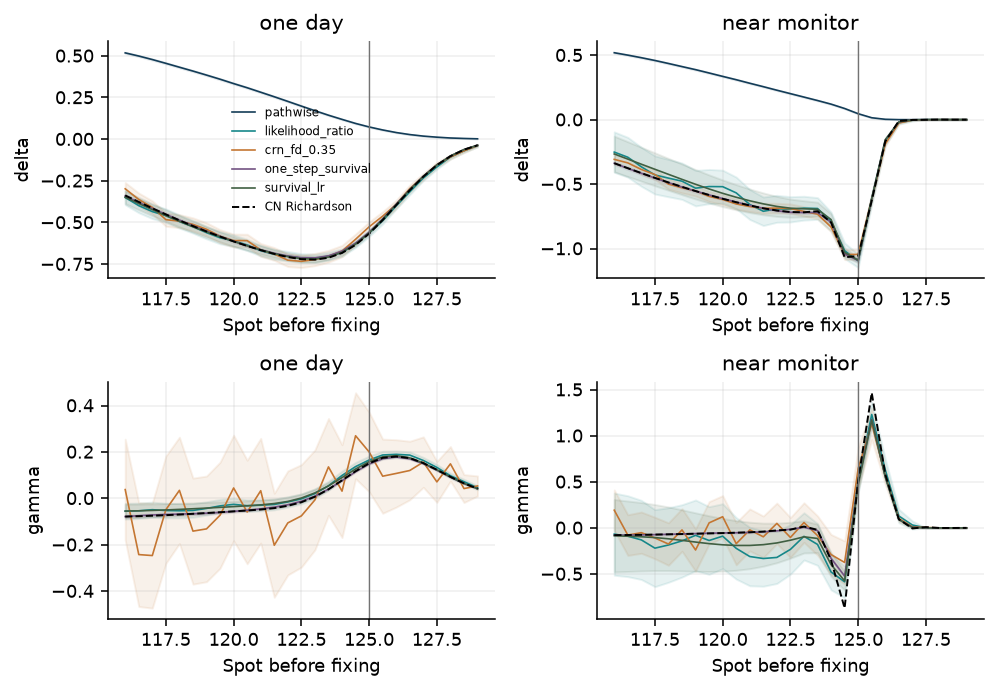 one day
0.50
0.25
0.00
−0.25
−0.50
−0.75
delta
pathwise
likelihood_ratio
crn_fd_0.35
one_step_survival
survival_lr
CN Richardson
117.5 120.0 122.5 125.0 127.5
Spot before fixing
near monitor
0.5
0.0
−0.5
−1.0
delta
117.5 120.0 122.5 125.0 127.5
Spot before fixing
one day
0.4
0.2
0.0
−0.2
−0.4
gamma
117.5 120.0 122.5 125.0 127.5
Spot before fixing
near monitor
1.5
1.0
0.5
0.0
−0.5
gamma
117.5 120.0 122.5 125.0 127.5
Spot before fixing